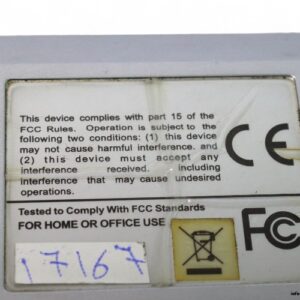 This device complies with part 15 of the
FCC Rules. Operation is subject to the
following two conditions: (1) this device
may not cause harmful interference. and
(2) this device must accept any
interference received. including
interference that may cause undesired
operations.
CE
Tested to Comply With FCC Standards
FOR HOME OR OFFICE USE
FC
17167